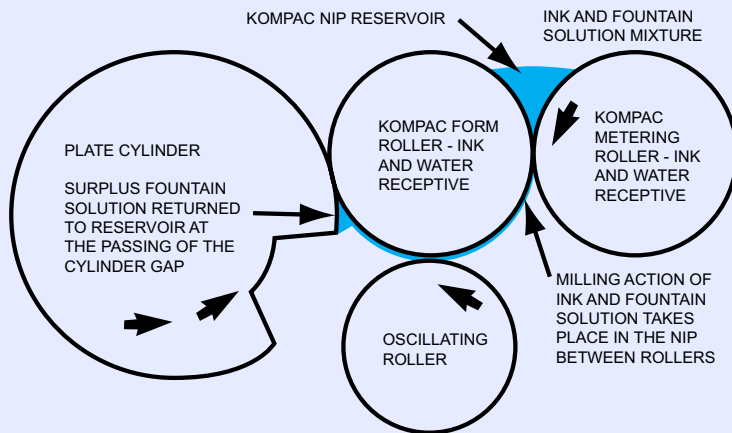 KOMPAC NIP RESERVOIR
INK AND FOUNTAIN
SOLUTION MIXTURE
PLATE CYLINDER
SURPLUS FOUNTAIN
SOLUTION RETURNED
TO RESERVOIR AT
THE PASSING OF THE
CYLINDER GAP
KOMPAC FORM
ROLLER - INK
AND WATER
RECEPTIVE
KOMPAC
METERING
ROLLER - INK
AND WATER
RECEPTIVE
OSCILLATING
ROLLER
MILLING ACTION OF
INK AND FOUNTAIN
SOLUTION TAKES
PLACE IN THE NIP
BETWEEN ROLLERS